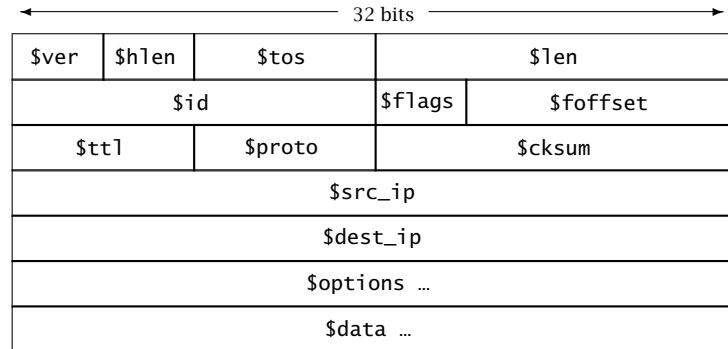 32 bits
$ver $hlen $tos $len
$id $flags $foffset
$ttl $proto $cksum
$src_ip
$dest_ip
$options …
$data …